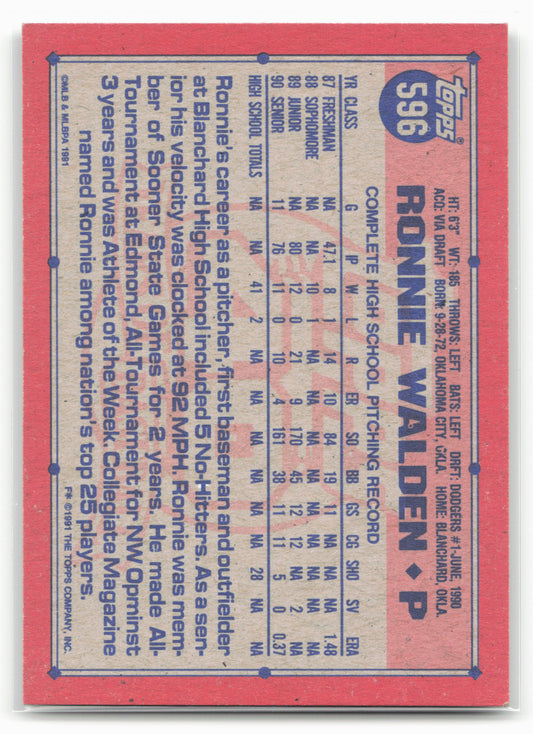 topps®
596
RONNIE WALDEN ♦ P
HT: 6'3" WT: 185 THROWS: LEFT BATS: LEFT DRFT: DODGERS #1-JUNE, 1990
ACQ: VIA DRAFT BORN: 9-28-72, OKLAHOMA CITY, OKLA. HOME: BLANCHARD, OKLA.
COMPLETE HIGH SCHOOL PITCHING RECORD
YR CLASS G IP W L R ER SO BB GS CG SHO SV ERA
87 FRESHMAN NA 47.1 8 1 14 10 84 19 11 NA NA NA 1.48
88 SOPHOMORE NA NA 10 1 NA NA NA NA NA NA NA NA NA
89 JUNIOR NA 80 12 0 21 9 170 45 12 12 NA 2 NA
90 SENIOR 11 76 11 0 10 4 161 38 11 11 5 0 0.37
HIGH SCHOOL TOTALS NA NA 41 2 NA NA NA NA NA NA 28 NA NA
Ronnie's career as a pitcher, first baseman and outfielder
at Blanchard High School included 5 No-Hitters. As a sen-
ior his velocity was clocked at 92 MPH. Ronnie was mem-
ber of Sooner State Games for 2 years. He made All-
Tournament at Edmond, All-Tournament for NW Opminst
3 years and was Athlete of the Week. Collegiate Magazine
named Ronnie among nation's top 25 players.
©MLB & MLBPA 1991
F* ©1991 THE TOPPS COMPANY, INC.